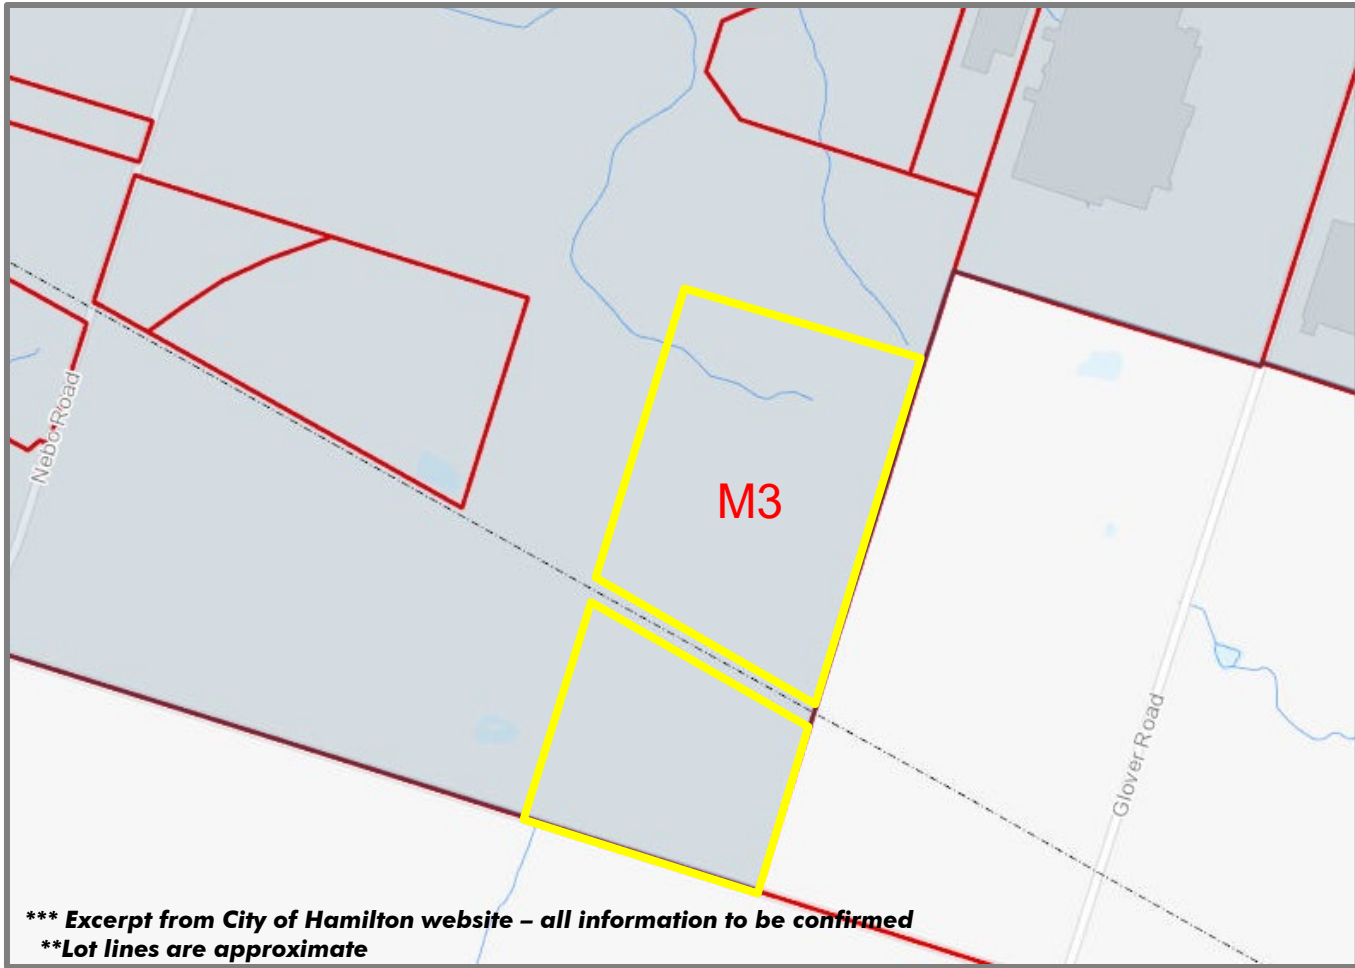 M3
Nebo Road
Glover Road
*** Excerpt from City of Hamilton website – all information to be confirmed
**Lot lines are approximate